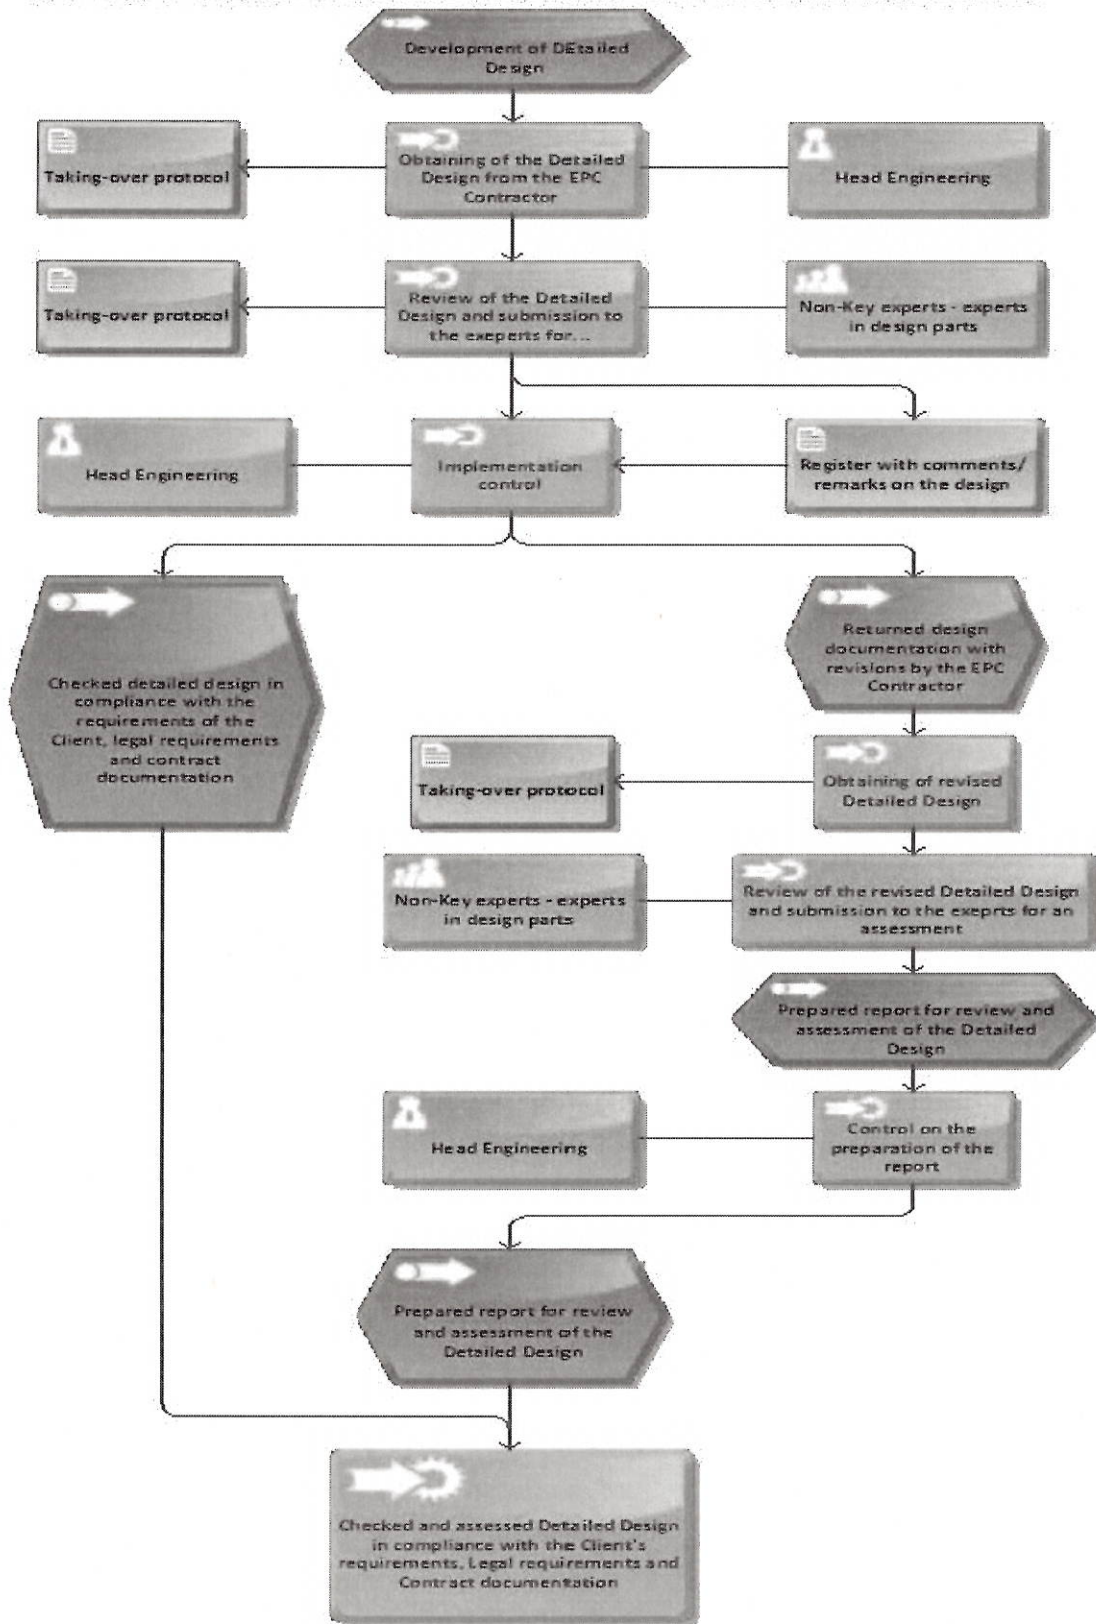 Development of DEtailed
Design
Taking-over protocol
Obtaining of the Detailed
Design from the EPC
Contractor
Head Engineering
Taking-over protocol
Review of the Detailed
Design and submission to
the exeperts for...
Non-Key experts - experts
in design parts
Head Engineering
Implementation
control
Register with comments/
remarks on the design
Checked detailed design in
compliance with the
requirements of the
Client, legal requirements
and contract
documentation
Returned design
documentation with
revisions by the EPC
Contractor
Taking-over protocol
Obtaining of revised
Detailed Design
Non-Key experts - experts
in design parts
Review of the revised Detailed Design
and submission to the exeprts for an
assessment
Prepared report for review and
assessment of the Detailed
Design
Head Engineering
Control on the
preparation of the
report
Prepared report for review
and assessment of the
Detailed Design
Checked and assessed Detailed Design
in compliance with the Client's
requirements, Legal requirements and
Contract documentation